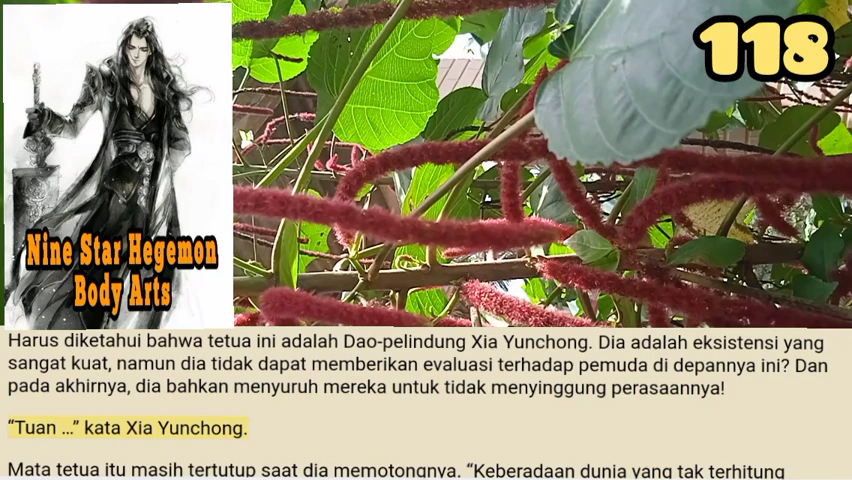 118
Nine Star Hegemon
Body Arts
Harus diketahui bahwa tetua ini adalah Dao-pelindung Xia Yunchong. Dia adalah eksistensi yang
sangat kuat, namun dia tidak dapat memberikan evaluasi terhadap pemuda di depannya ini? Dan
pada akhirnya, dia bahkan menyuruh mereka untuk tidak menyinggung perasaannya!
“Tuan ...” kata Xia Yunchong.
Mata tetua itu masih tertutup saat dia memotongnya. “Keberadaan dunia yang tak terhitung